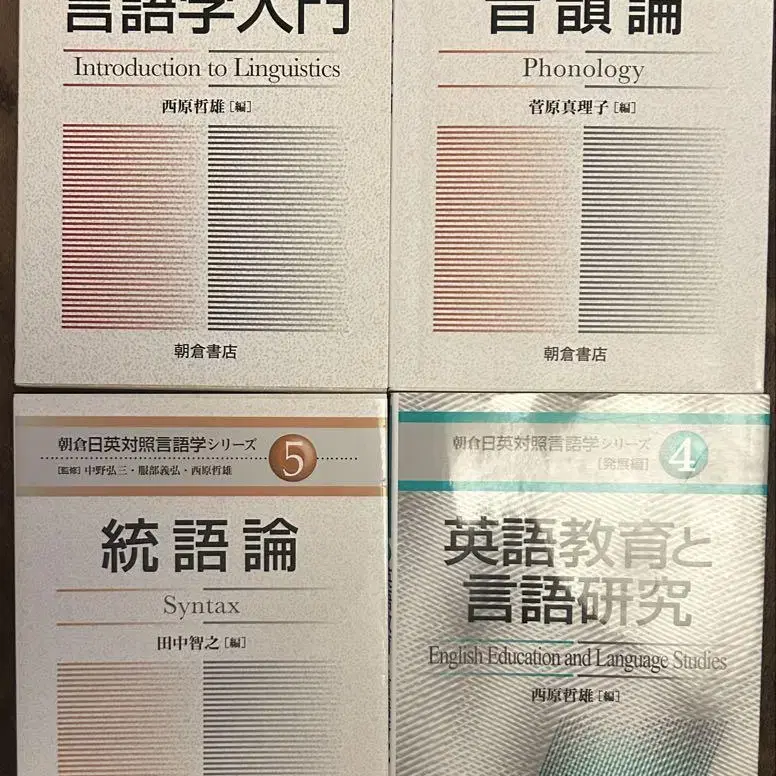 言語学入門
Introduction to Linguistics
西原哲雄［編］
朝倉書店
音韻論
Phonology
菅原真理子［編］
朝倉書店
朝倉日英対照言語学シリーズ 5
［監修］中野弘三・服部義弘・西原哲雄
統語論
Syntax
田中智之［編］
朝倉日英対照言語学シリーズ
［発展編］
4
英語教育と
言語研究
English Education and Language Studies
西原哲雄［編］